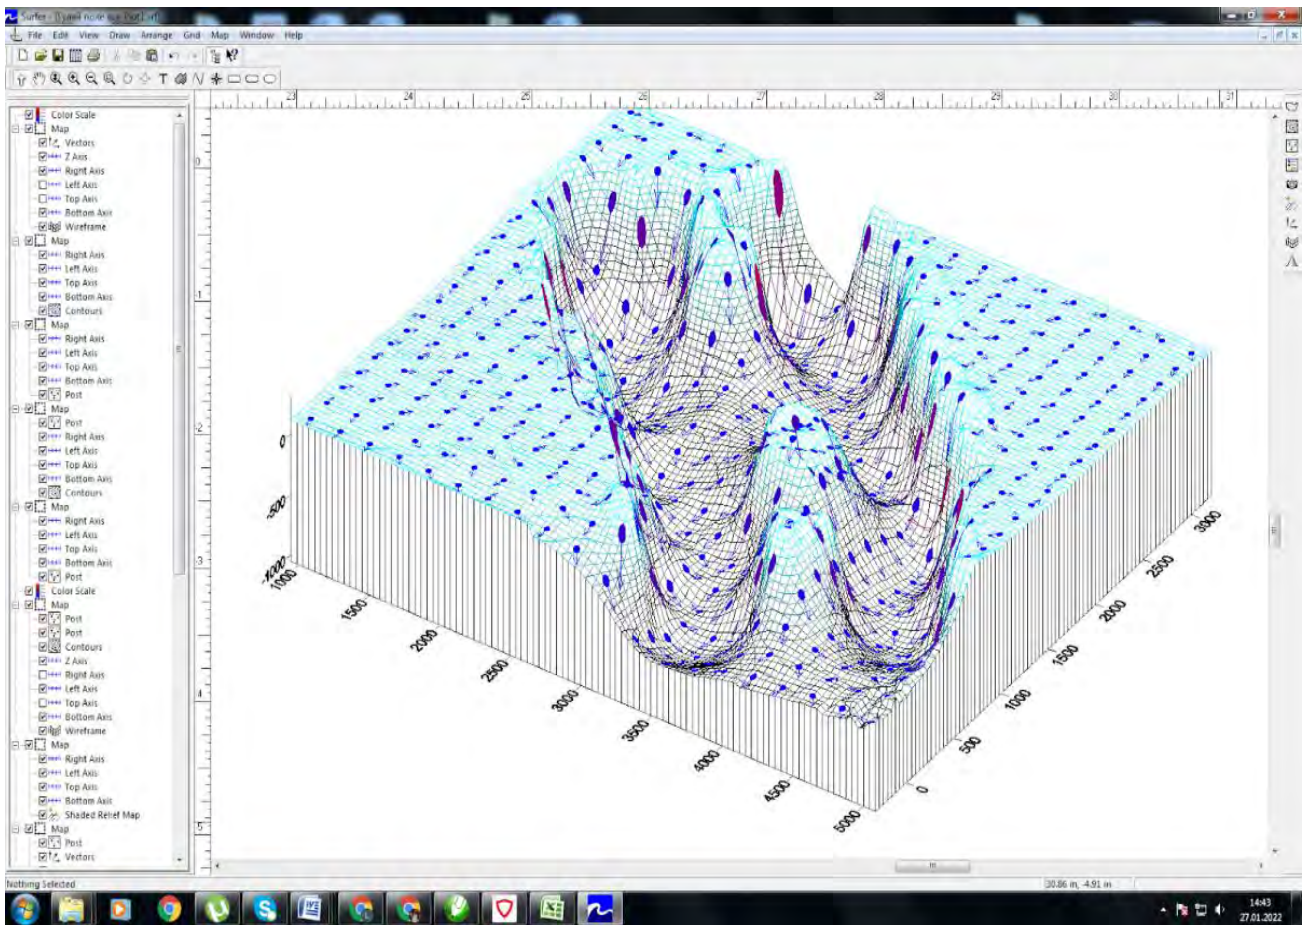 Surfer
File Edit View Draw Arrange Grid Map Window Help
23 24 25 26 27 28 29 30 31
Color Scale
Map
Vectors
Z Axis
Right Axis
Left Axis
Top Axis
Bottom Axis
Wireframe
Map
Right Axis
Left Axis
Top Axis
Bottom Axis
Contours
Map
Right Axis
Left Axis
Top Axis
Bottom Axis
Post
Map
Post
Right Axis
Left Axis
Top Axis
Bottom Axis
Contours
Map
Right Axis
Left Axis
Top Axis
Bottom Axis
Post
Color Scale
Map
Post
Post
Contours
Z Axis
Right Axis
Left Axis
Top Axis
Bottom Axis
Wireframe
Map
Right Axis
Left Axis
Top Axis
Bottom Axis
Shaded Relief Map
Map
Post
Vectors
0
-1
-2
-3
4
5
0
-500
-1000
1000
1500
2000
2500
3000
3500
4000
4500
5000
0
500
1000
1500
2000
2500
3000
Nothing Selected
30.86 in, -4.91 in
14:43
27.01.2022